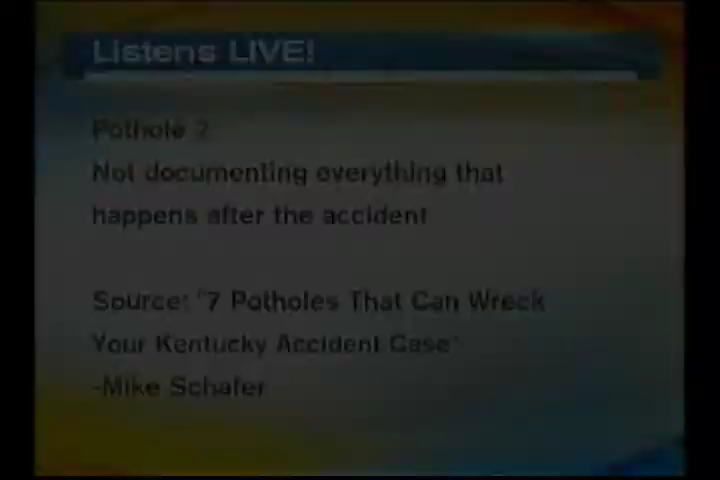 Listens LIVE!
Pothole 2
Not documenting everything that
happens after the accident
Source: "7 Potholes That Can Wreck
Your Kentucky Accident Case"
-Mike Schafer